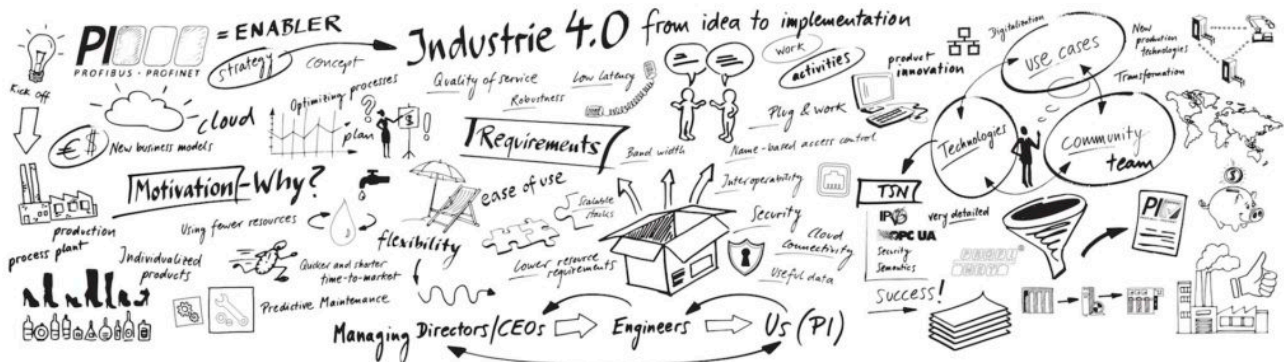 PI
PROFIBUS · PROFINET
= ENABLER
strategy
concept
Industrie 4.0 from idea to implementation
Kick Off
cloud
€$
New business models
Optimizing processes
?
plan
$
!
Motivation - Why?
production
process plant
Using fewer resources
Individualized
products
Quicker and shorter
time-to-market
Predictive Maintenance
flexibility
ease of use
Quality of service
Low latency
Robustness
Requirements
Band width
work
activities
product
innovation
Plug & work
Name-based access control
Interoperability
Security
Cloud
Connectivity
Useful data
Scalable
stacks
Lower resource
requirements
Managing Directors/CEOs
Engineers
Us (PI)
Digitalization
use cases
New
production
technologies
Transformation
Technologies
Community
team
TSN
IPv6
very detailed
OPC UA
Security
Semantics
PROFI
NET
SUCCESS!
PI
$